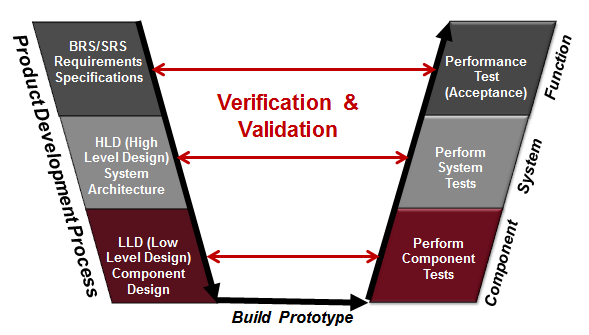 Product Development Process
BRS/SRS
Requirements
Specifications
HLD (High
Level Design)
System
Architecture
LLD (Low
Level Design)
Component
Design
Verification &
Validation
Build Prototype
Performance
Test
(Acceptance)
Perform
System
Tests
Perform
Component
Tests
Function
System
Component